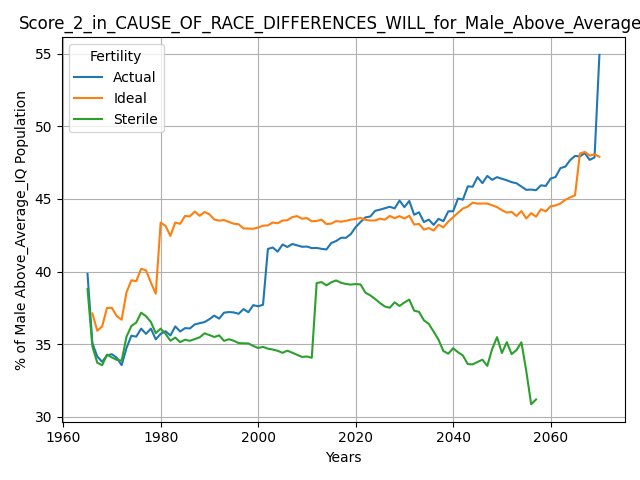 Score_2_in_CAUSE_OF_RACE_DIFFERENCES_WILL_for_Male_Above_Average
Fertility
Actual
Ideal
Sterile
55
50
45
40
35
30
1960 1980 2000 2020 2040 2060
Years
% of Male Above_Average_IQ Population